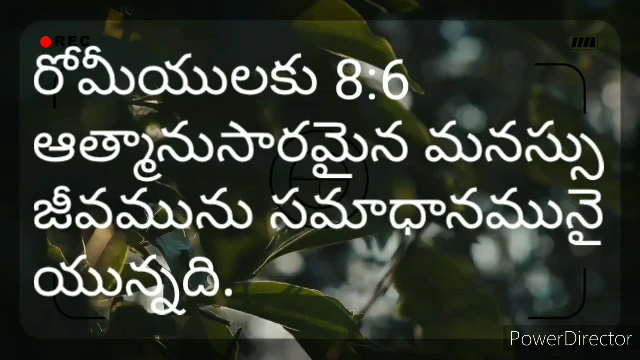 REC
రోమీయులకు 8:6
ఆత్మానుసారమైన మనస్సు
జీవమును సమాధానమునై
యున్నది.
PowerDirector